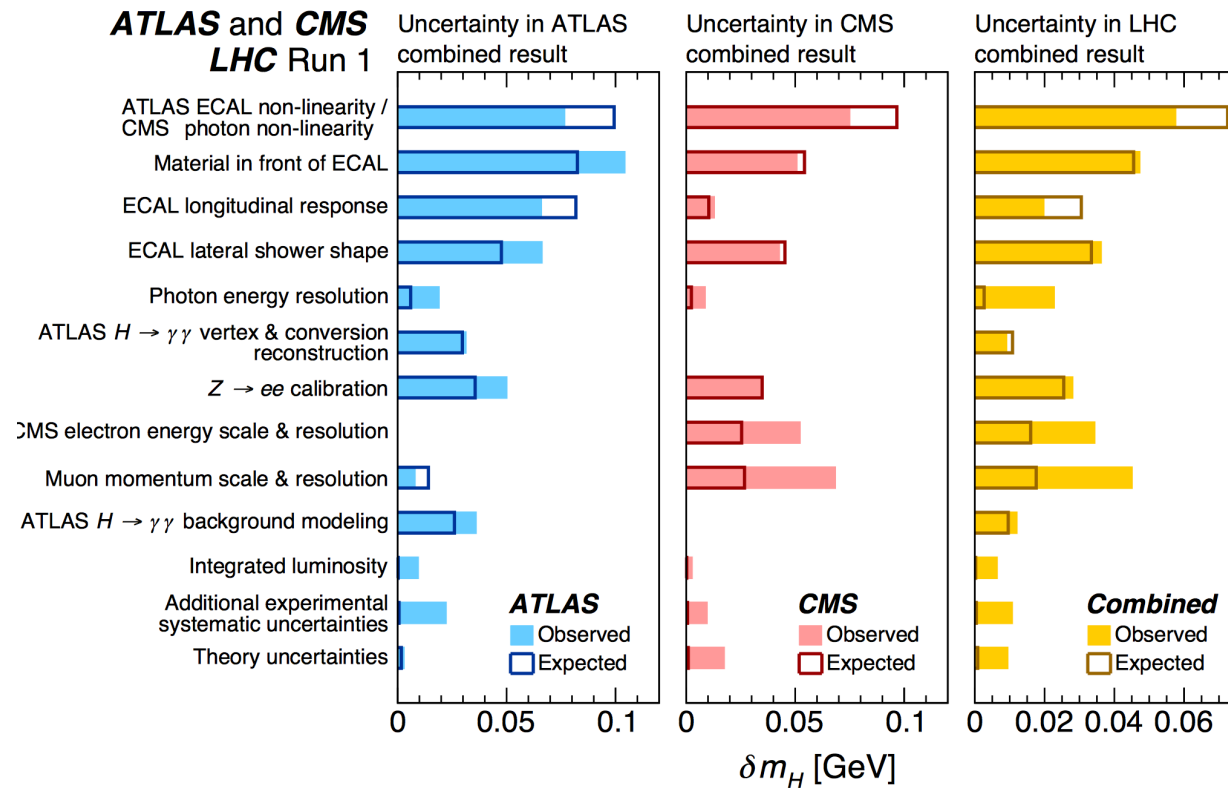 ATLAS and CMS
LHC Run 1
Uncertainty in ATLAS
combined result
Uncertainty in CMS
combined result
Uncertainty in LHC
combined result
ATLAS ECAL non-linearity /
CMS photon non-linearity
Material in front of ECAL
ECAL longitudinal response
ECAL lateral shower shape
Photon energy resolution
ATLAS H → γ γ vertex & conversion
reconstruction
Z → ee calibration
CMS electron energy scale & resolution
Muon momentum scale & resolution
ATLAS H → γ γ background modeling
Integrated luminosity
Additional experimental
systematic uncertainties
Theory uncertainties
ATLAS
Observed
Expected
CMS
Observed
Expected
Combined
Observed
Expected
0 0.05 0.1
0 0.05 0.1
0 0.02 0.04 0.06
δm_H [GeV]